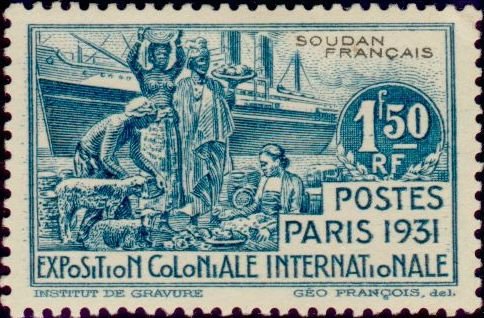 SOUDAN
FRANÇAIS
1F50
RF
POSTES
PARIS 1931
EXPOSITION COLONIALE INTERNATIONALE
INSTITUT DE GRAVURE GÉO FRANÇOIS, del.